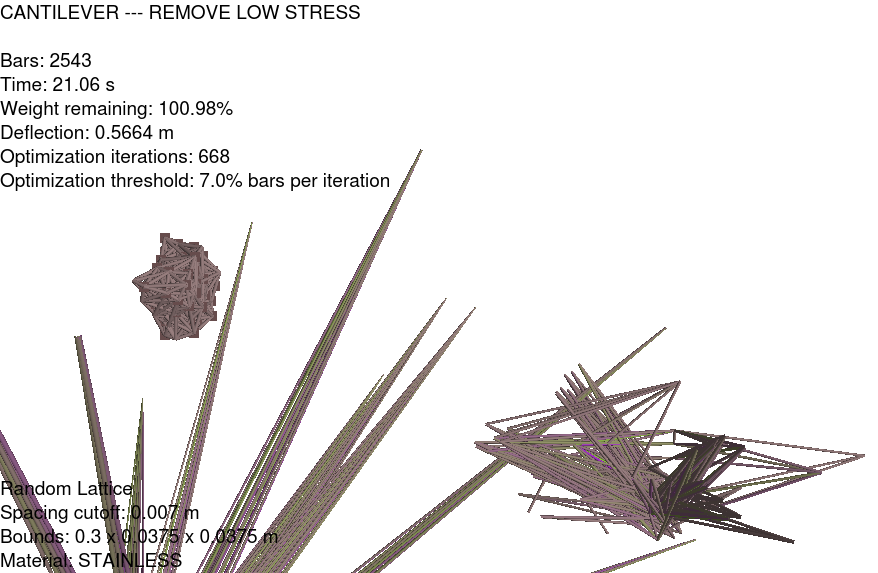 CANTILEVER --- REMOVE LOW STRESS
Bars: 2543
Time: 21.06 s
Weight remaining: 100.98%
Deflection: 0.5664 m
Optimization iterations: 668
Optimization threshold: 7.0% bars per iteration
Random Lattice
Spacing cutoff: 0.007 m
Bounds: 0.3 x 0.0375 x 0.0375 m
Material: STAINLESS